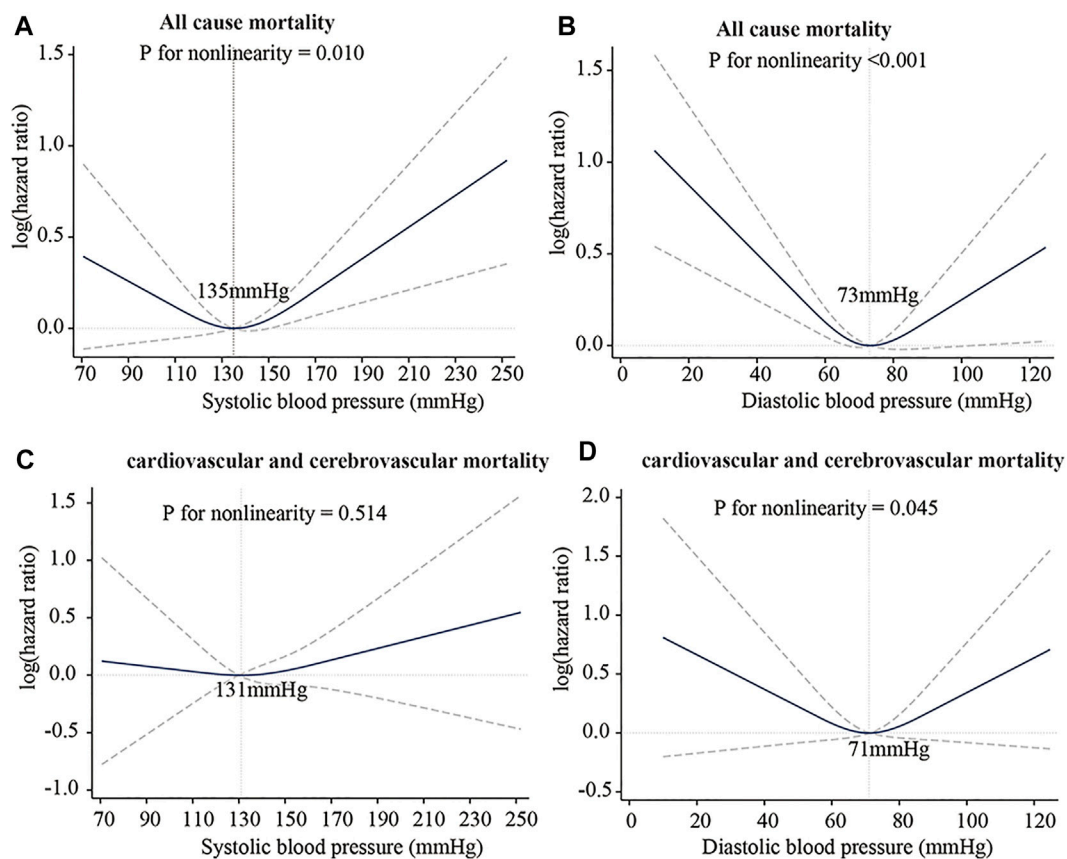 A
All cause mortality
P for nonlinearity = 0.010
log(hazard ratio)
1.5
1.0
0.5
0.0
135mmHg
70 90 110 130 150 170 190 210 230 250
Systolic blood pressure (mmHg)
B
All cause mortality
P for nonlinearity <0.001
log(hazard ratio)
1.5
1.0
0.5
0.0
73mmHg
0 20 40 60 80 100 120
Diastolic blood pressure (mmHg)
C
cardiovascular and cerebrovascular mortality
P for nonlinearity = 0.514
log(hazard ratio)
1.5
1.0
0.5
0.0
-0.5
-1.0
131mmHg
70 90 110 130 150 170 190 210 230 250
Systolic blood pressure (mmHg)
D
cardiovascular and cerebrovascular mortality
P for nonlinearity = 0.045
log(hazard ratio)
2.0
1.5
1.0
0.5
0.0
-0.5
71mmHg
0 20 40 60 80 100 120
Diastolic blood pressure (mmHg)